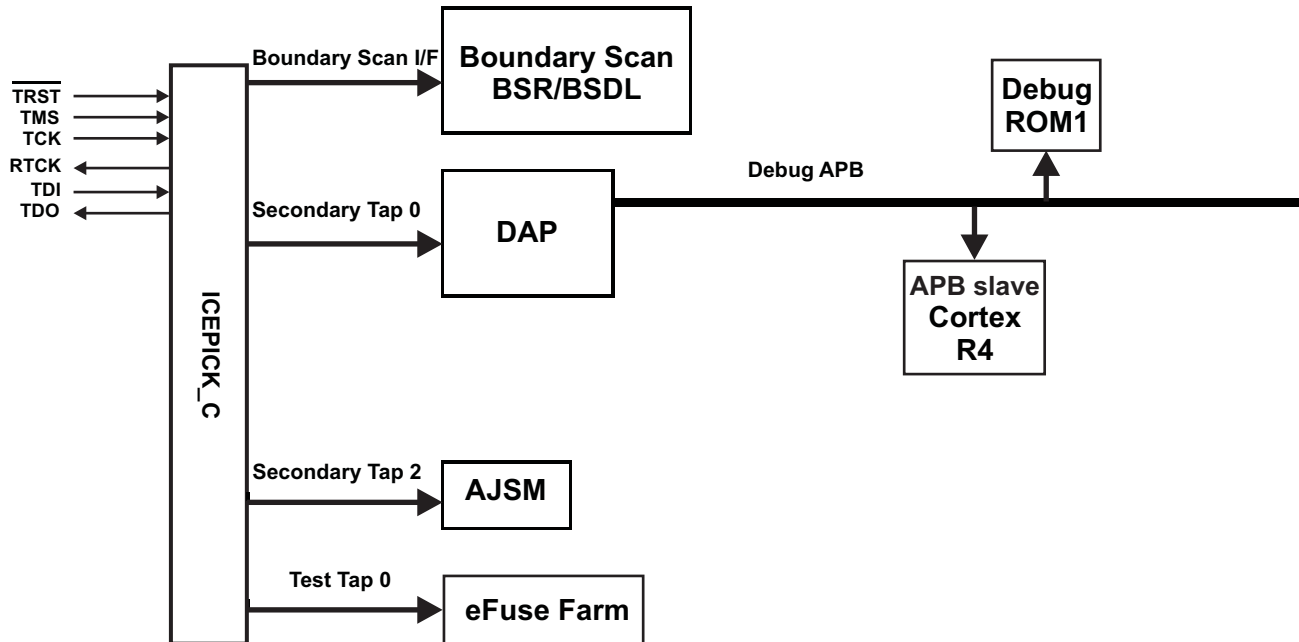 TRST
TMS
TCK
RTCK
TDI
TDO
ICEPICK_C
Boundary Scan I/F
Boundary Scan
BSR/BSDL
Secondary Tap 0
DAP
Debug APB
Debug
ROM1
APB slave
Cortex
R4
Secondary Tap 2
AJSM
Test Tap 0
eFuse Farm